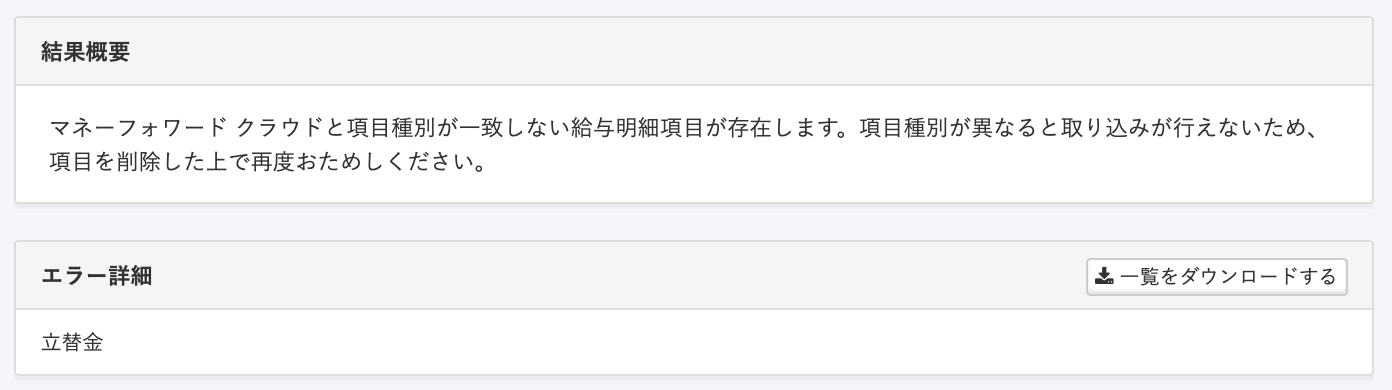 結果概要
マネーフォワード クラウドと項目種別が一致しない給与明細項目が存在します。項目種別が異なると取り込みが行えないため、
項目を削除した上で再度おためしください。
エラー詳細
一覧をダウンロードする
立替金